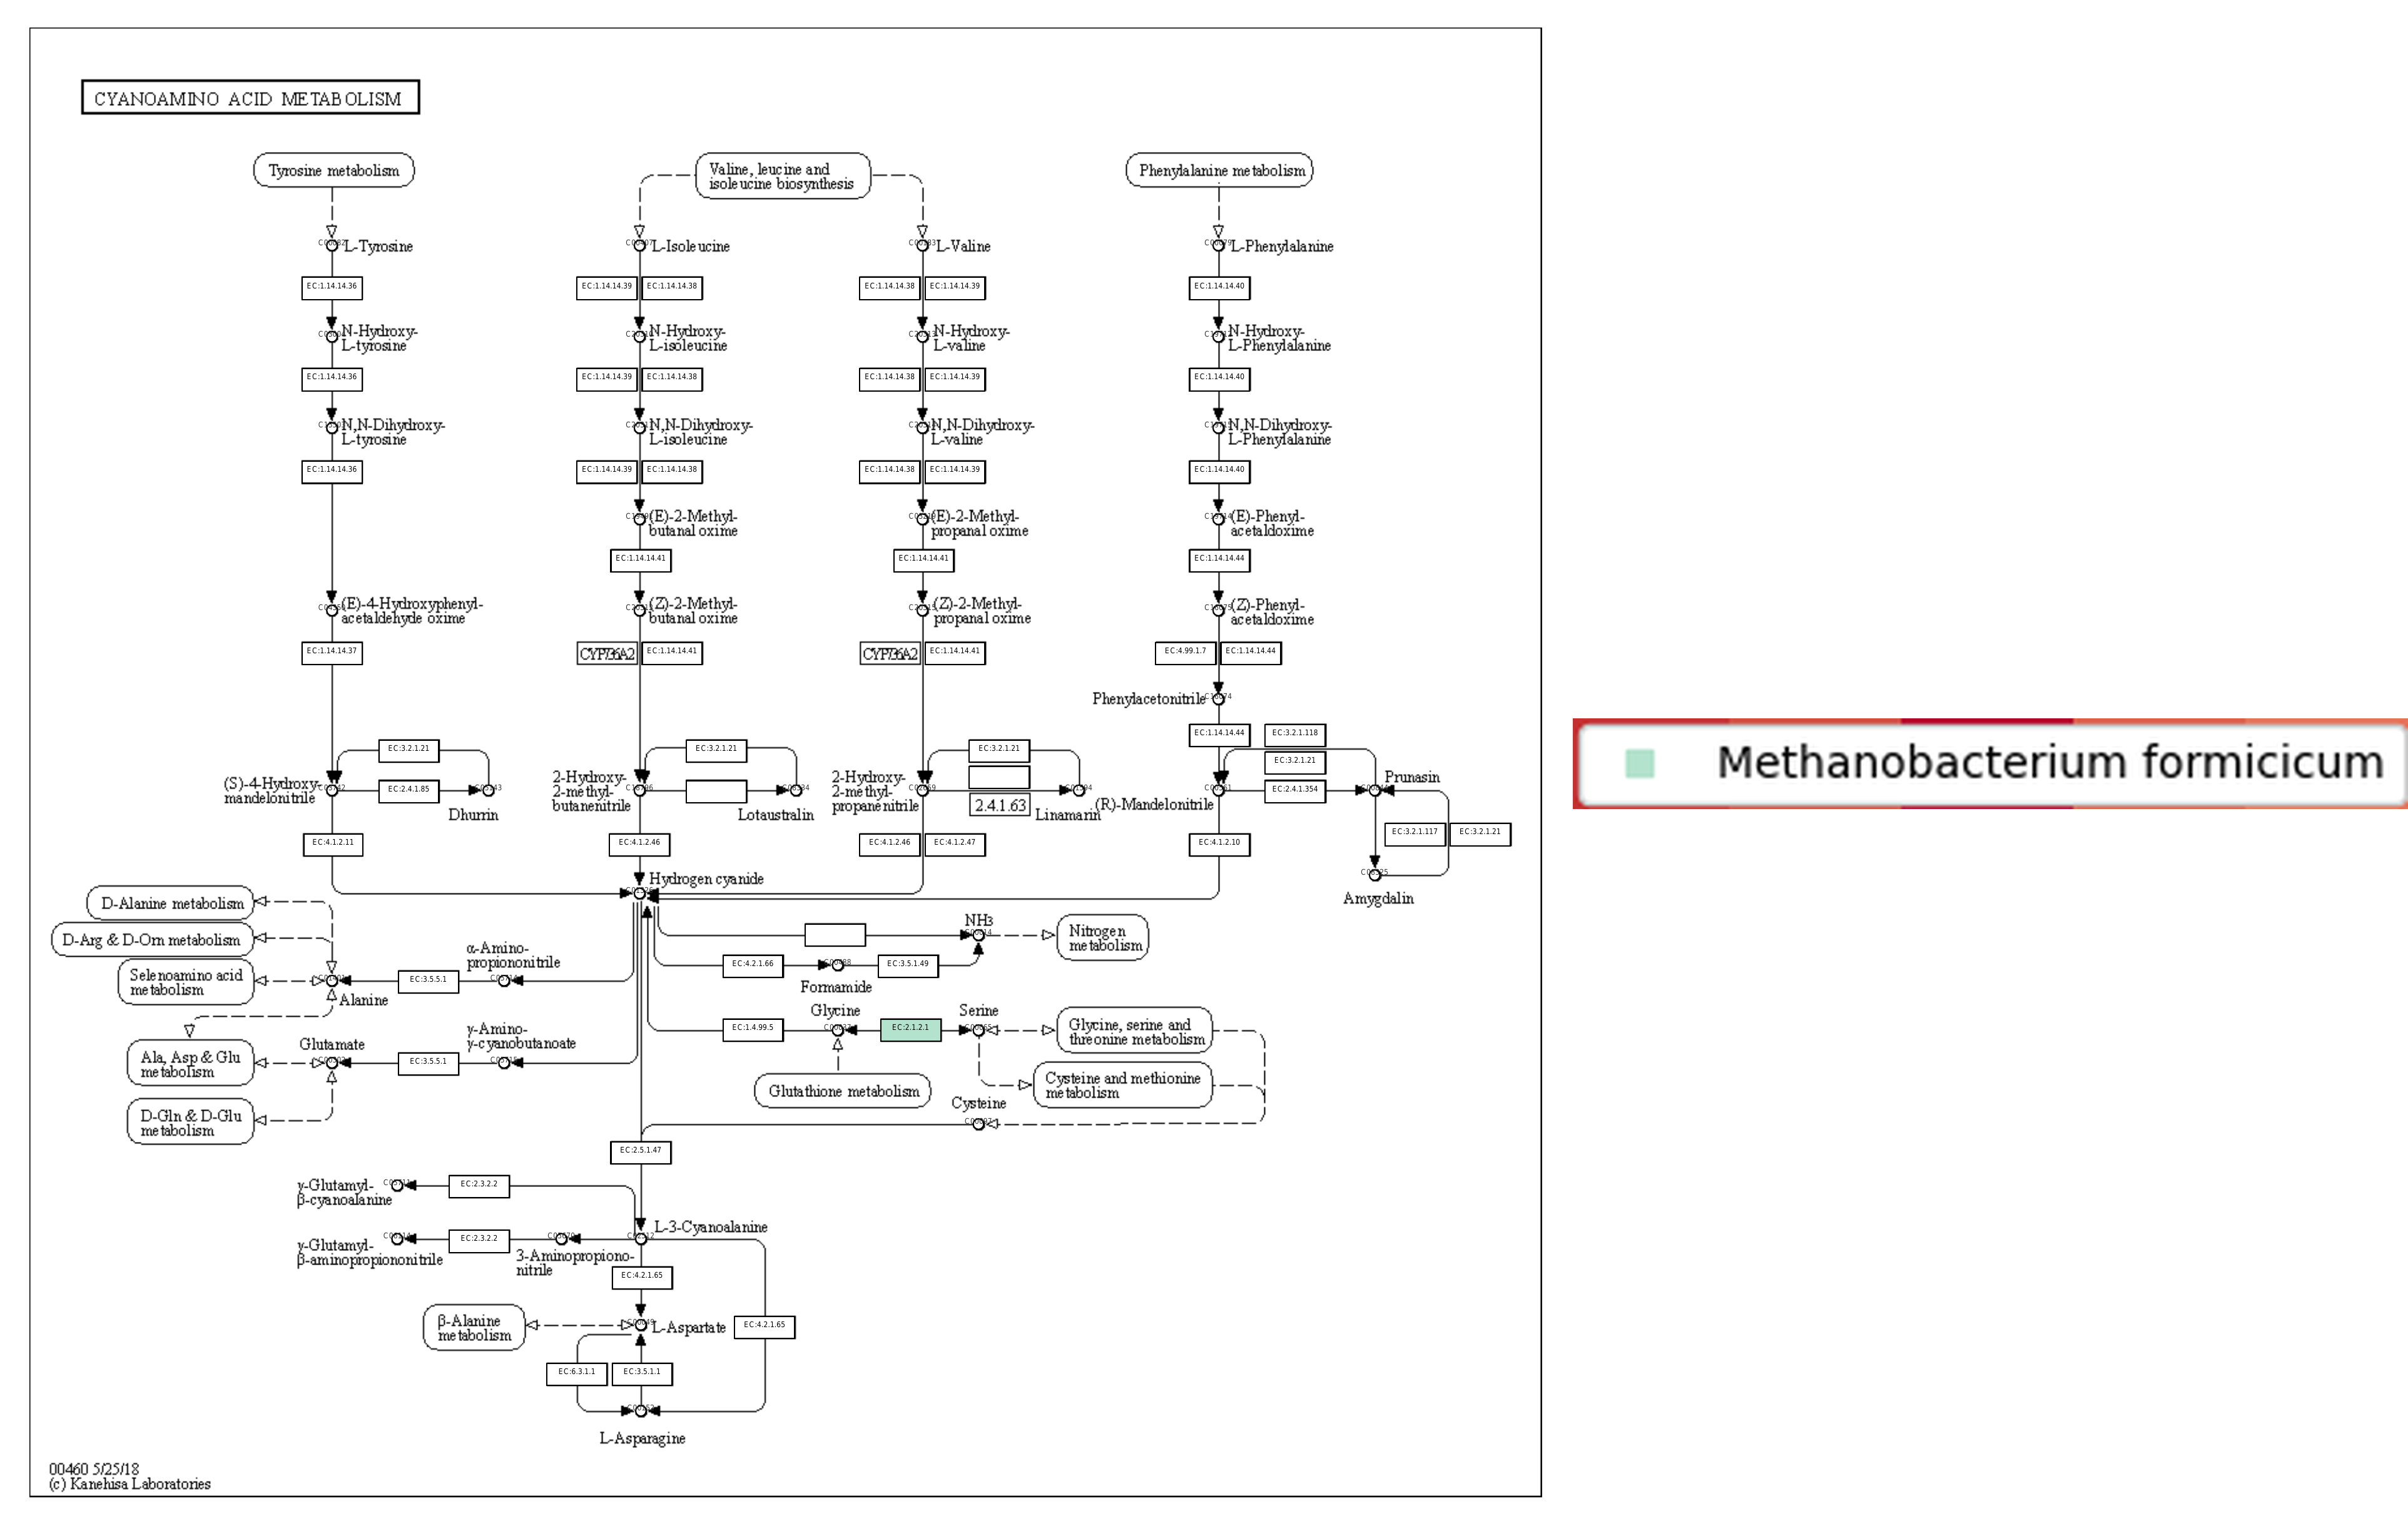 CYANOAMINO ACID METABOLISM
Tyrosine metabolism
Valine, leucine and
isoleucine biosynthesis
Phenylalanine metabolism
L-Tyrosine
L-Isoleucine
L-Valine
L-Phenylalanine
EC:1.14.14.36
EC:1.14.14.39
EC:1.14.14.38
EC:1.14.14.38
EC:1.14.14.39
EC:1.14.14.40
N-Hydroxy-
L-tyrosine
N-Hydroxy-
L-isoleucine
N-Hydroxy-
L-valine
N-Hydroxy-
L-Phenylalanine
EC:1.14.14.36
EC:1.14.14.39
EC:1.14.14.38
EC:1.14.14.38
EC:1.14.14.39
EC:1.14.14.40
N,N-Dihydroxy-
L-tyrosine
N,N-Dihydroxy-
L-isoleucine
N,N-Dihydroxy-
L-valine
N,N-Dihydroxy-
L-Phenylalanine
EC:1.14.14.36
EC:1.14.14.39
EC:1.14.14.38
EC:1.14.14.38
EC:1.14.14.39
EC:1.14.14.40
(E)-2-Methyl-
butanal oxime
(E)-2-Methyl-
propanal oxime
(E)-Phenyl-
acetaldoxime
EC:1.14.14.41
EC:1.14.14.41
EC:1.14.14.44
(E)-4-Hydroxyphenyl-
acetaldehyde oxime
(Z)-2-Methyl-
butanal oxime
(Z)-2-Methyl-
propanal oxime
(Z)-Phenyl-
acetaldoxime
EC:1.14.14.37
CYP736A2
EC:1.14.14.41
CYP736A2
EC:1.14.14.41
EC:4.99.1.7
EC:1.14.14.44
Phenylacetonitrile
EC:1.14.14.44
EC:3.2.1.118
EC:3.2.1.21
EC:3.2.1.21
EC:3.2.1.21
EC:3.2.1.21
(S)-4-Hydroxy-
mandelonitrile
EC:2.4.1.85
Dhurrin
2-Hydroxy-
2-methyl-
butanenitrile
Lotaustralin
2-Hydroxy-
2-methyl-
propanenitrile
2.4.1.63
Linamarin
(R)-Mandelonitrile
EC:2.4.1.354
Prunasin
EC:4.1.2.11
EC:4.1.2.46
EC:4.1.2.46
EC:4.1.2.47
EC:4.1.2.10
EC:3.2.1.117
EC:3.2.1.21
Amygdalin
Hydrogen cyanide
D-Alanine metabolism
D-Arg & D-Orn metabolism
Selenoamino acid
metabolism
Alanine
EC:3.5.5.1
α-Amino-
propiononitrile
NH3
Nitrogen
metabolism
EC:4.2.1.66
Formamide
EC:3.5.1.49
Glycine
Serine
EC:1.4.99.5
EC:2.1.2.1
Glycine, serine and
threonine metabolism
Ala, Asp & Glu
metabolism
Glutamate
EC:3.5.5.1
γ-Amino-
γ-cyanobutanoate
Glutathione metabolism
Cysteine and methionine
metabolism
D-Gln & D-Glu
metabolism
Cysteine
EC:2.5.1.47
γ-Glutamyl-
β-cyanoalanine
EC:2.3.2.2
L-3-Cyanoalanine
γ-Glutamyl-
β-aminopropiononitrile
EC:2.3.2.2
3-Aminopropiono-
nitrile
EC:4.2.1.65
β-Alanine
metabolism
L-Aspartate
EC:4.2.1.65
EC:6.3.1.1
EC:3.5.1.1
L-Asparagine
00460 5/25/18
(c) Kanehisa Laboratories
Methanobacterium formicicum